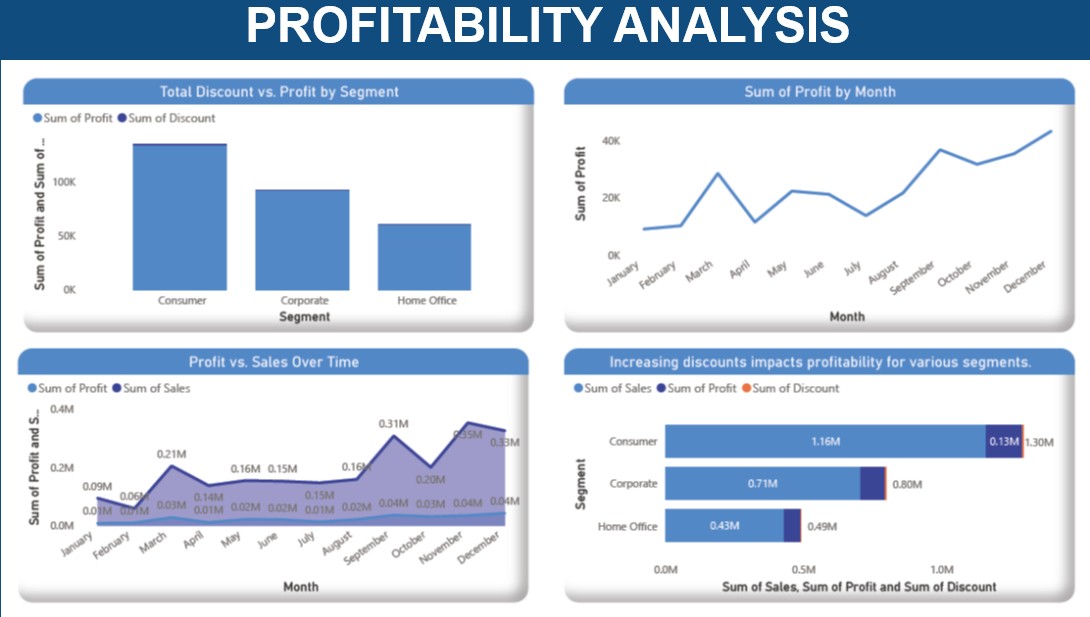 PROFITABILITY ANALYSIS
Total Discount vs. Profit by Segment
Sum of Profit Sum of Discount
Sum of Profit and Sum of ...
100K
50K
0K
Consumer Corporate Home Office
Segment
Sum of Profit by Month
Sum of Profit
40K
20K
0K
January February March April May June July August September October November December
Month
Profit vs. Sales Over Time
Sum of Profit Sum of Sales
Sum of Profit and S...
0.4M
0.2M
0.0M
0.09M 0.06M 0.21M 0.14M 0.16M 0.15M 0.15M 0.16M 0.31M 0.20M 0.35M 0.33M
0.01M 0.01M 0.03M 0.01M 0.02M 0.02M 0.01M 0.02M 0.04M 0.03M 0.04M 0.04M
January February March April May June July August September October November December
Month
Increasing discounts impacts profitability for various segments.
Sum of Sales Sum of Profit Sum of Discount
Segment
Consumer 1.16M 0.13M 1.30M
Corporate 0.71M 0.80M
Home Office 0.43M 0.49M
0.0M 0.5M 1.0M
Sum of Sales, Sum of Profit and Sum of Discount